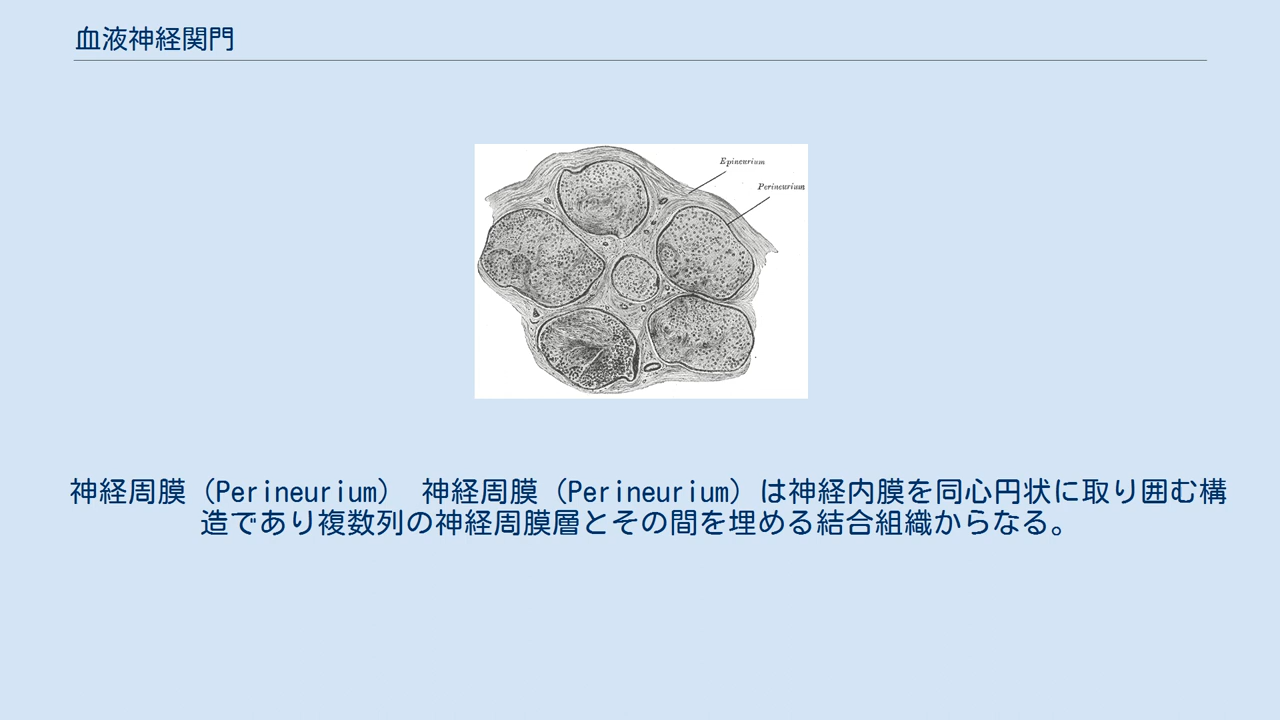 血液神経関門
Epineurium
Perineurium
神経周膜（Perineurium） 神経周膜（Perineurium）は神経内膜を同心円状に取り囲む構
造であり複数列の神経周膜層とその間を埋める結合組織からなる。